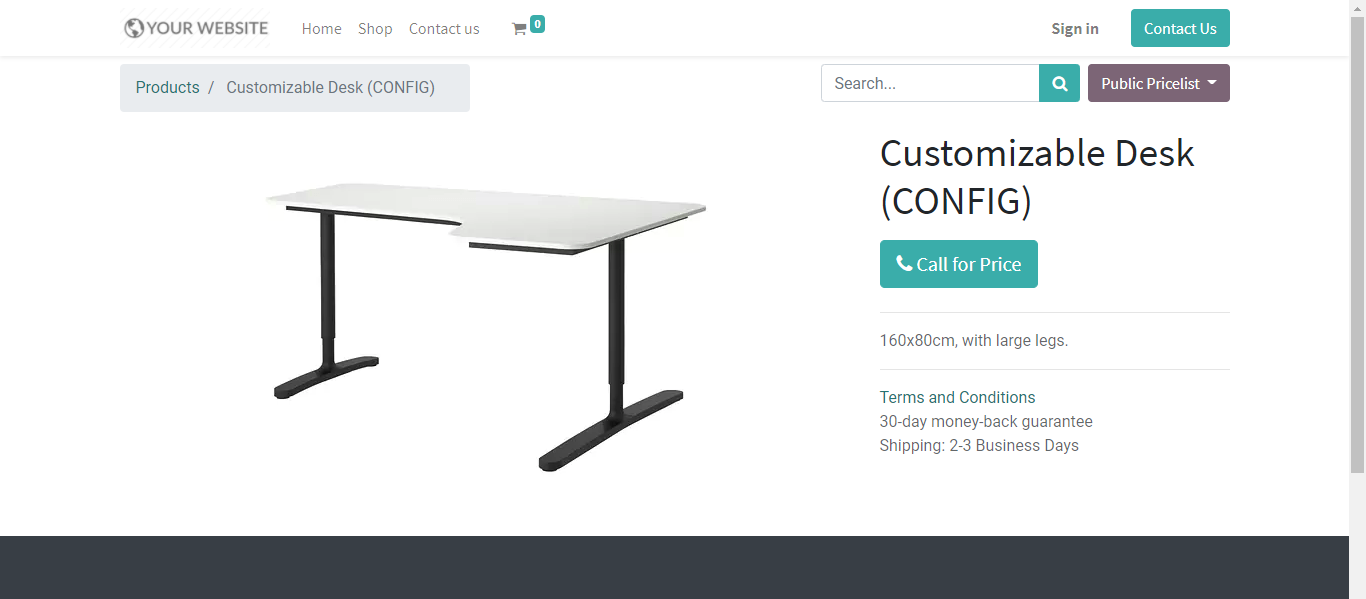 YOUR WEBSITE Home Shop Contact us 0 Sign in Contact Us
Products / Customizable Desk (CONFIG) Search... Public Pricelist
Customizable Desk
(CONFIG)
Call for Price
160x80cm, with large legs.
Terms and Conditions
30-day money-back guarantee
Shipping: 2-3 Business Days